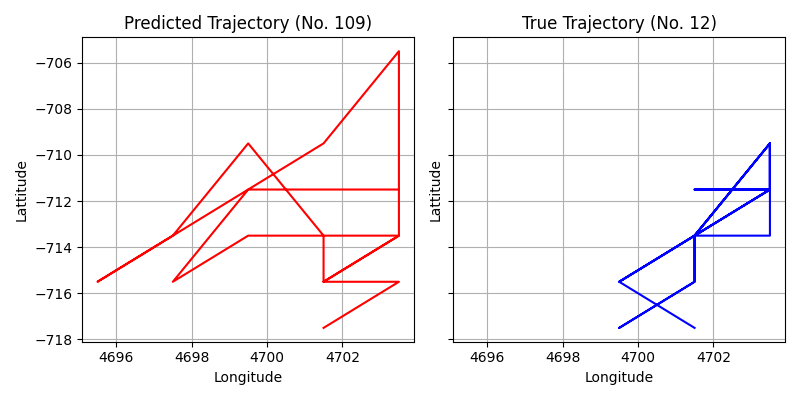 Predicted Trajectory (No. 109)
True Trajectory (No. 12)
Lattitude
−706
−708
−710
−712
−714
−716
−718
4696
4698
4700
4702
Longitude
Lattitude
4696
4698
4700
4702
Longitude